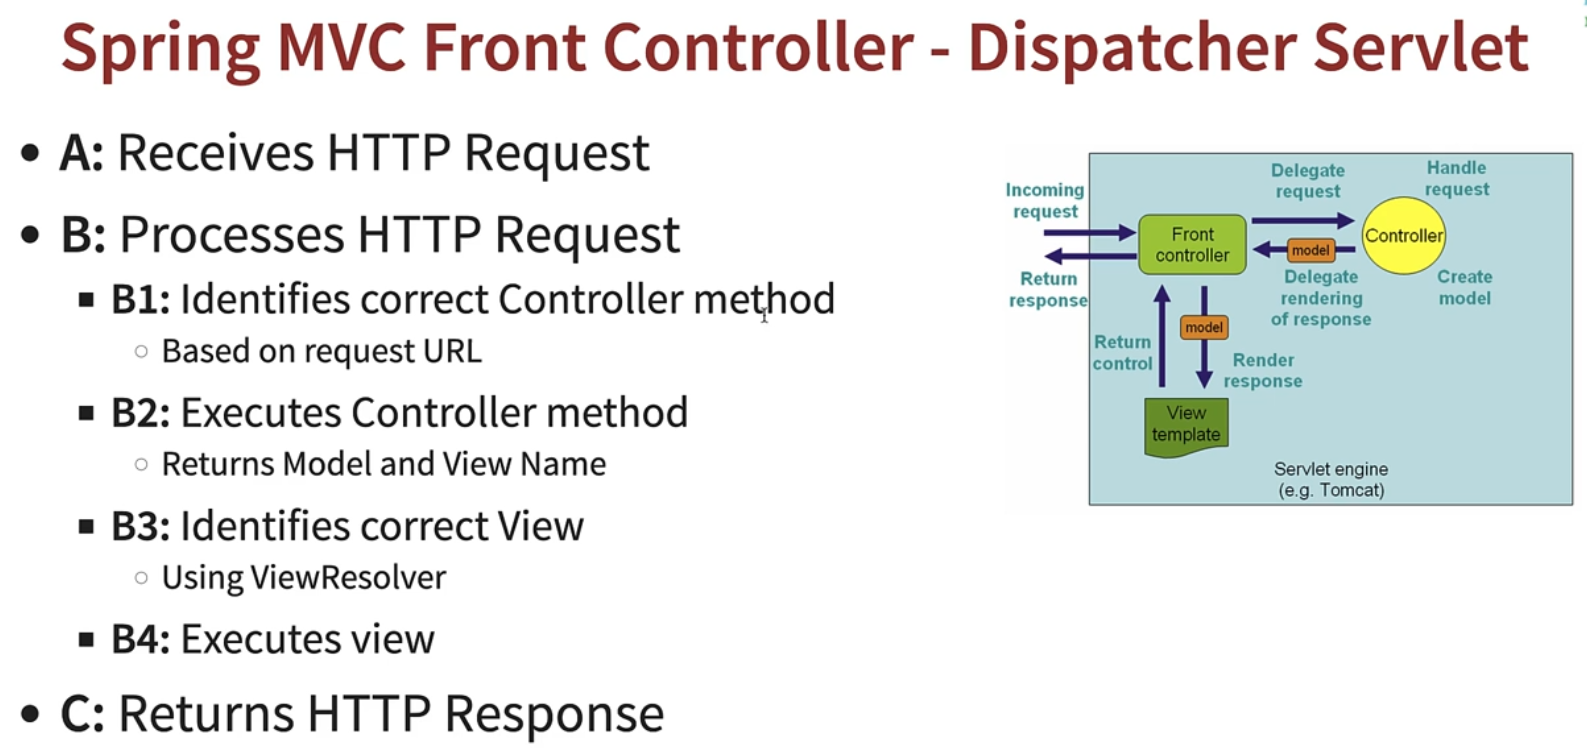 Spring MVC Front Controller - Dispatcher Servlet
• A: Receives HTTP Request
• B: Processes HTTP Request
▪ B1: Identifies correct Controller method
○ Based on request URL
▪ B2: Executes Controller method
○ Returns Model and View Name
▪ B3: Identifies correct View
○ Using ViewResolver
▪ B4: Executes view
• C: Returns HTTP Response
Incoming
request
Return
response
Front
controller
Delegate
request
Handle
request
Controller
model
Delegate
rendering
of response
Create
model
model
Return
control
Render
response
View
template
Servlet engine
(e.g. Tomcat)